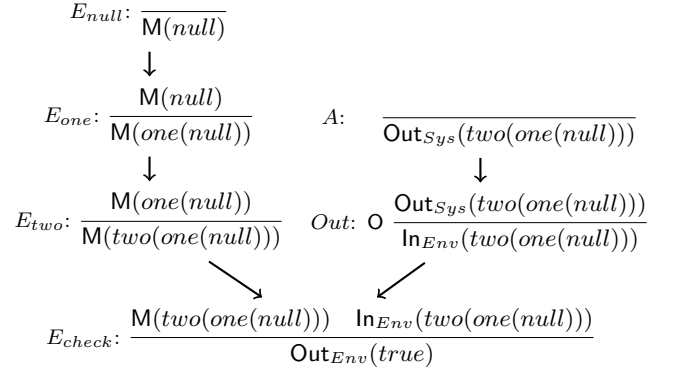 E_null: M(null)
E_one: M(null)
M(one(null))
A: Out_Sys(two(one(null)))
E_two: M(one(null))
M(two(one(null)))
Out: O Out_Sys(two(one(null)))
In_Env(two(one(null)))
E_check: M(two(one(null))) In_Env(two(one(null)))
Out_Env(true)